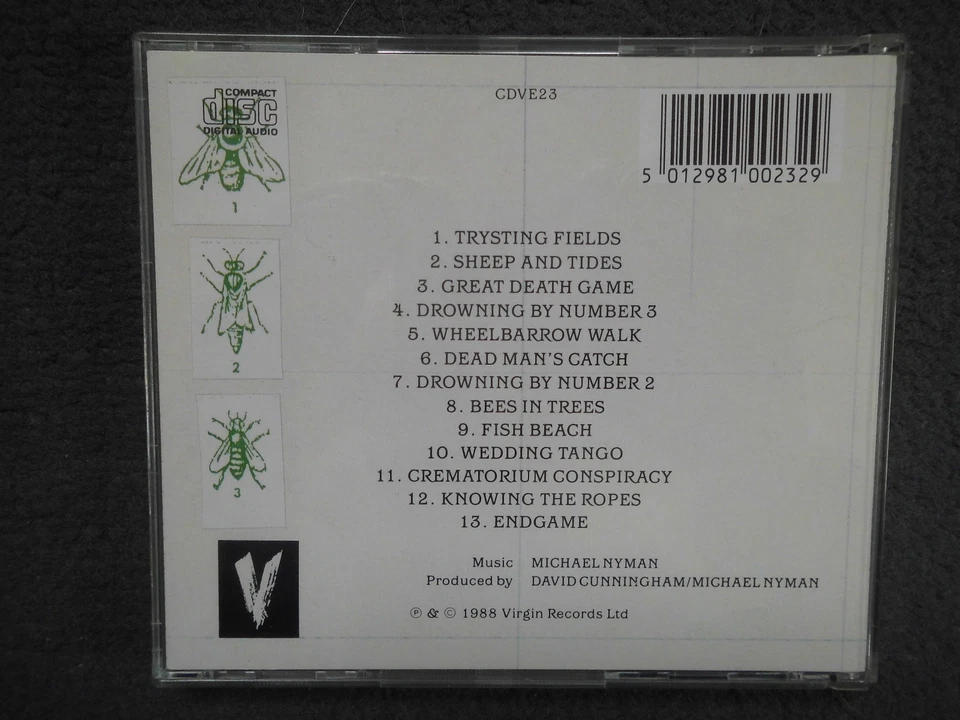 COMPACT
disc
DIGITAL AUDIO
CDVE23
5 012981 002329
1
2
3
1. TRYSTING FIELDS
2. SHEEP AND TIDES
3. GREAT DEATH GAME
4. DROWNING BY NUMBER 3
5. WHEELBARROW WALK
6. DEAD MAN'S CATCH
7. DROWNING BY NUMBER 2
8. BEES IN TREES
9. FISH BEACH
10. WEDDING TANGO
11. CREMATORIUM CONSPIRACY
12. KNOWING THE ROPES
13. ENDGAME
Music MICHAEL NYMAN
Produced by DAVID CUNNINGHAM/MICHAEL NYMAN
℗ & © 1988 Virgin Records Ltd
V